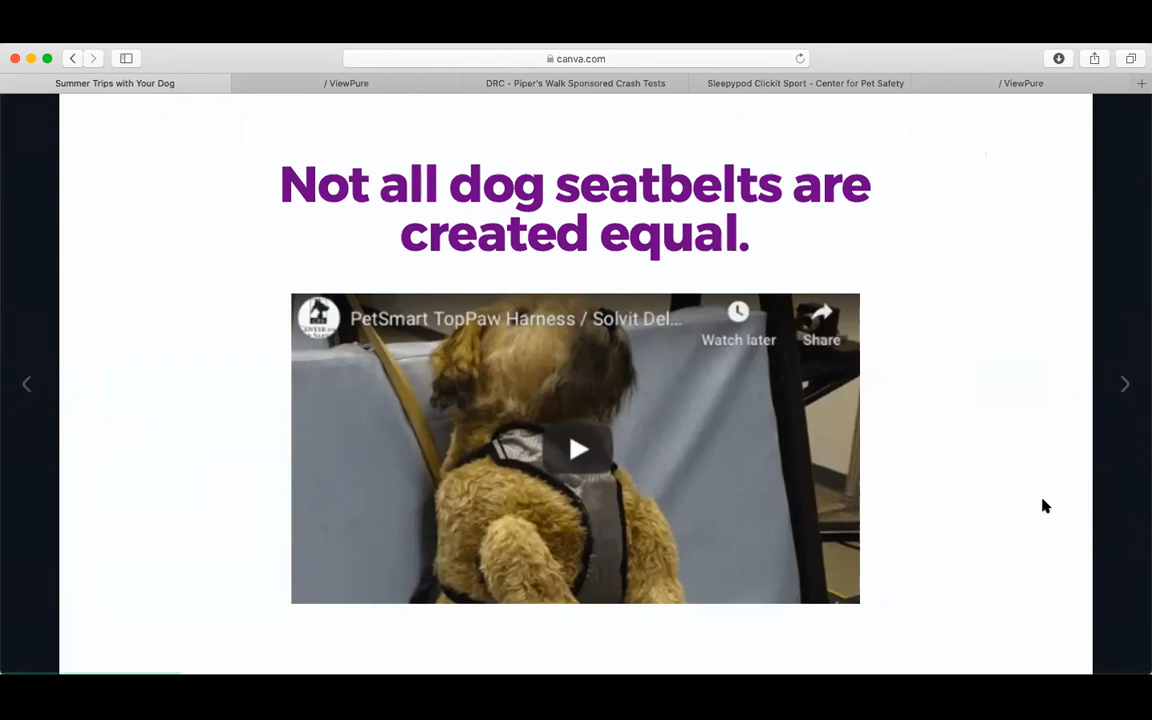 canva.com
Summer Trips with Your Dog
/ ViewPure
DRC - Piper's Walk Sponsored Crash Tests
Sleepypod Clickit Sport - Center for Pet Safety
/ ViewPure
Not all dog seatbelts are
created equal.
PetSmart TopPaw Harness / Solvit Del...
Watch later
Share